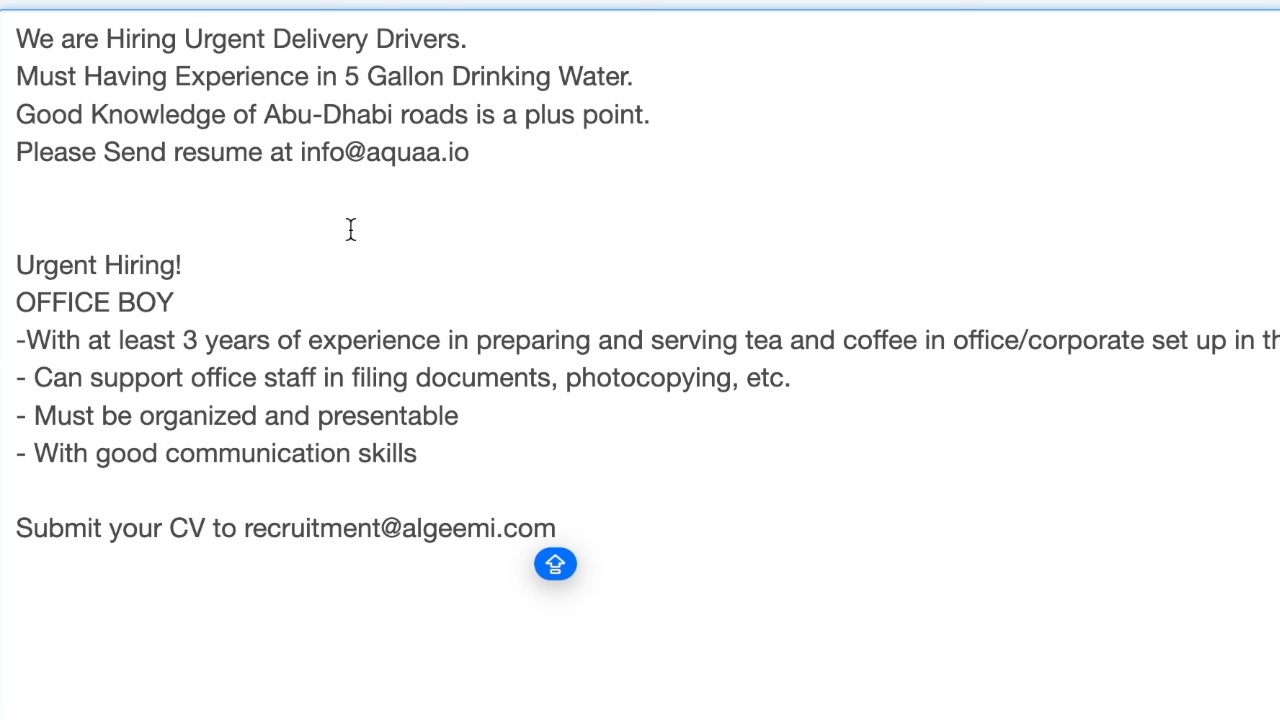 We are Hiring Urgent Delivery Drivers.
Must Having Experience in 5 Gallon Drinking Water.
Good Knowledge of Abu-Dhabi roads is a plus point.
Please Send resume at info@aquaa.io
Urgent Hiring!
OFFICE BOY
-With at least 3 years of experience in preparing and serving tea and coffee in office/corporate set up in
- Can support office staff in filing documents, photocopying, etc.
- Must be organized and presentable
- With good communication skills
Submit your CV to recruitment@algeemi.com